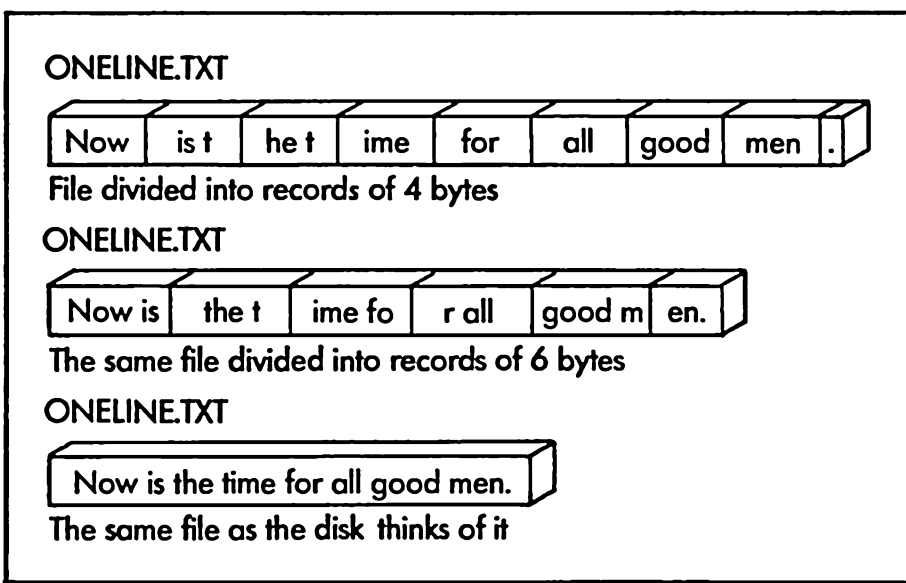 ONELINE.TXT
Now is t he t ime for all good men .
File divided into records of 4 bytes
ONELINE.TXT
Now is the t ime fo r all good m en.
The same file divided into records of 6 bytes
ONELINE.TXT
Now is the time for all good men.
The same file as the disk thinks of it